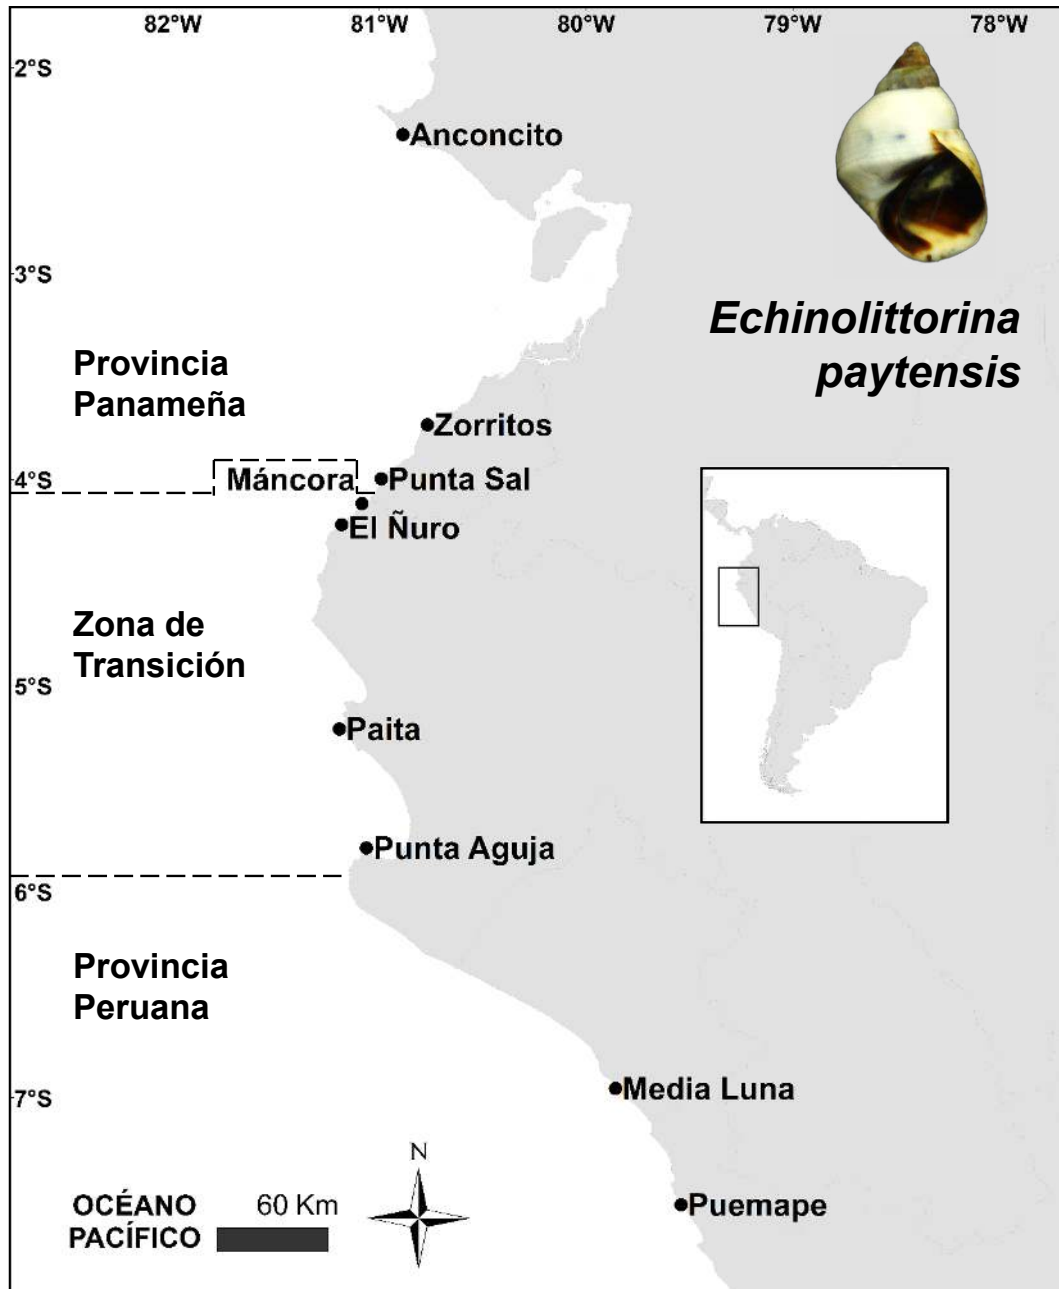 82°W 81°W 80°W 79°W 78°W
2°S
Anconcito
3°S
Echinolittorina
paytensis
Provincia
Panameña
Zorritos
4°S
Máncora
Punta Sal
El Ñuro
Zona de
Transición
5°S
Paita
Punta Aguja
6°S
Provincia
Peruana
7°S
Media Luna
N
OCÉANO
PACÍFICO
60 Km
Puemape